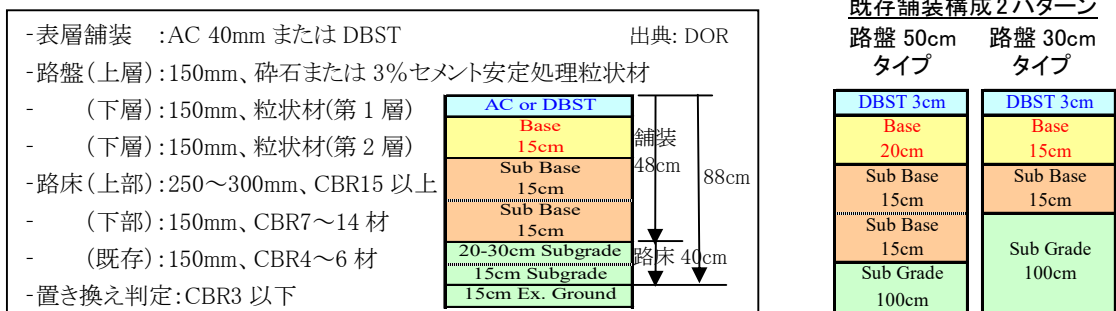 -表層舗装　:AC 40mm または DBST　出典: DOR
-路盤(上層):150mm、砕石または 3%セメント安定処理粒状材
-　(下層):150mm、粒状材(第 1 層)
-　(下層):150mm、粒状材(第 2 層)
-路床(上部):250～300mm、CBR15 以上
-　(下部):150mm、CBR7～14 材
-　(既存):150mm、CBR4～6 材
-置き換え判定:CBR3 以下
AC or DBST
Base
15cm
Sub Base
15cm
Sub Base
15cm
20-30cm Subgrade
15cm Subgrade
15cm Ex. Ground
舗装
48cm
88cm
路床 40cm
既存舗装構成２パターン
路盤 50cm
タイプ
路盤 30cm
タイプ
DBST 3cm
Base
20cm
Sub Base
15cm
Sub Base
15cm
Sub Grade
100cm
DBST 3cm
Base
15cm
Sub Base
15cm
Sub Grade
100cm